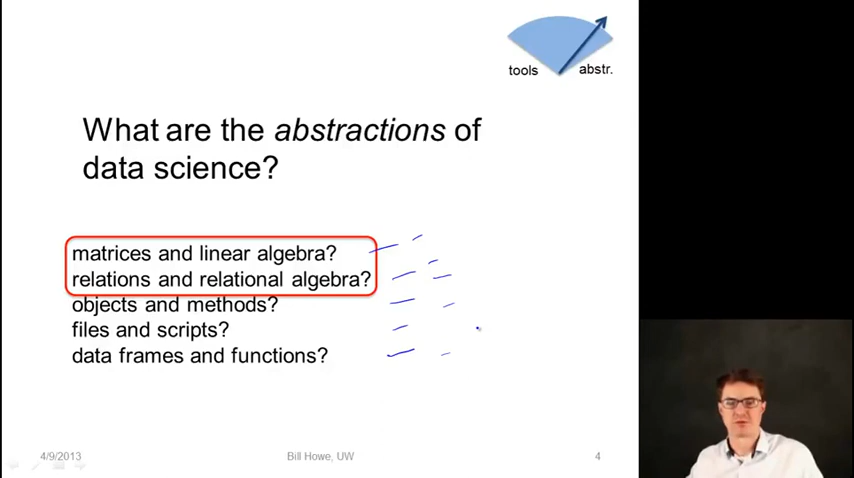 tools abstr.
What are the abstractions of
data science?
matrices and linear algebra?
relations and relational algebra?
objects and methods?
files and scripts?
data frames and functions?
4/9/2013 Bill Howe, UW 4